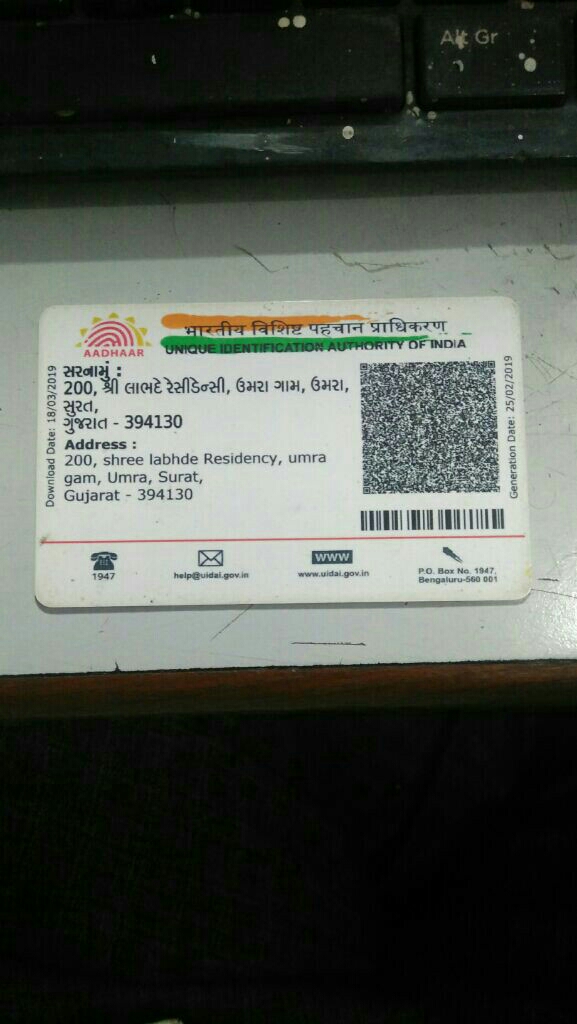 Alt Gr
भारतीय विशिष्ट पहचान प्राधिकरण
AADHAAR
UNIQUE IDENTIFICATION AUTHORITY OF INDIA
Download Date: 18/03/2019
સરનામું :
200, શ્રી લાભદે રેસીડેન્સી, ઉમરા ગામ, ઉમરા,
સુરત,
ગુજરાત - 394130
Address :
200, shree labhde Residency, umra
gam, Umra, Surat,
Gujarat - 394130
Generation Date: 25/02/2019
1947
help@uidai.gov.in
WWW
www.uidai.gov.in
P.O. Box No. 1947,
Bengaluru-560 001